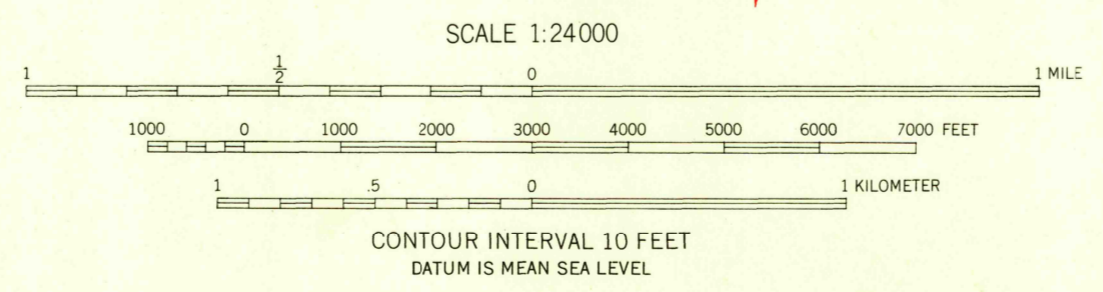 SCALE 1:24000
1 1/2 0 1 MILE
1000 0 1000 2000 3000 4000 5000 6000 7000 FEET
1 .5 0 1 KILOMETER
CONTOUR INTERVAL 10 FEET
DATUM IS MEAN SEA LEVEL